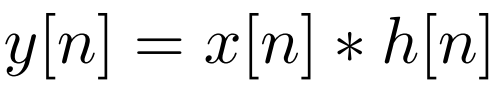 y[n] = x[n] * h[n]